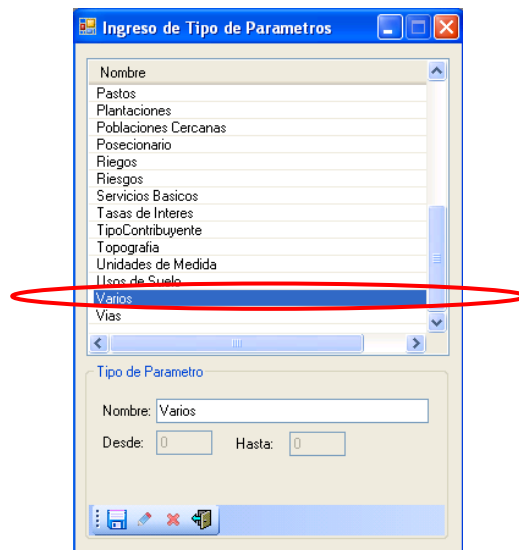 Ingreso de Tipo de Parametros
Nombre
Pastos
Plantaciones
Poblaciones Cercanas
Posecionario
Riegos
Riesgos
Servicios Basicos
Tasas de Interes
TipoContribuyente
Topografia
Unidades de Medida
Usos de Suelo
Varios
Vias
Tipo de Parametro
Nombre: Varios
Desde: 0 Hasta: 0